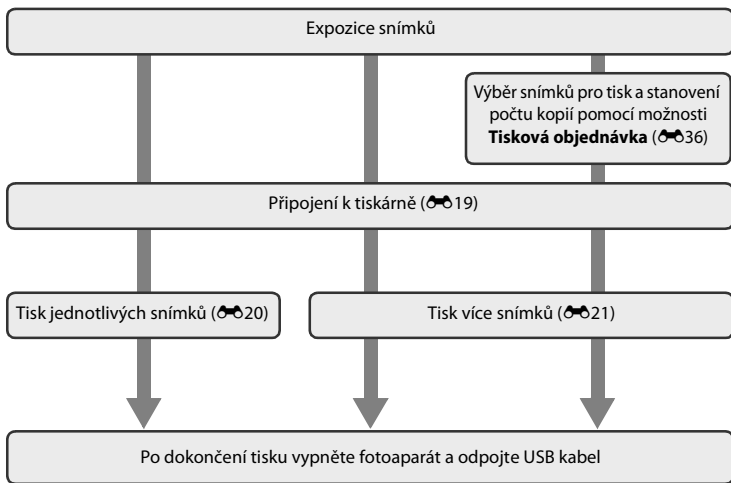 Expozice snímků
Výběr snímků pro tisk a stanovení
počtu kopií pomocí možnosti
Tisková objednávka (36)
Připojení k tiskárně (19)
Tisk jednotlivých snímků (20)
Tisk více snímků (21)
Po dokončení tisku vypněte fotoaparát a odpojte USB kabel